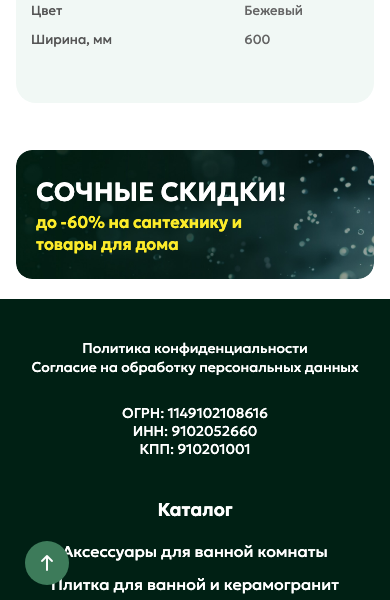 Цвет Бежевый
Ширина, мм 600
СОЧНЫЕ СКИДКИ!
до -60% на сантехнику и
товары для дома
Политика конфиденциальности
Согласие на обработку персональных данных
ОГРН: 1149102108616
ИНН: 9102052660
КПП: 910201001
Каталог
Аксессуары для ванной комнаты
Плитка для ванной и керамогранит